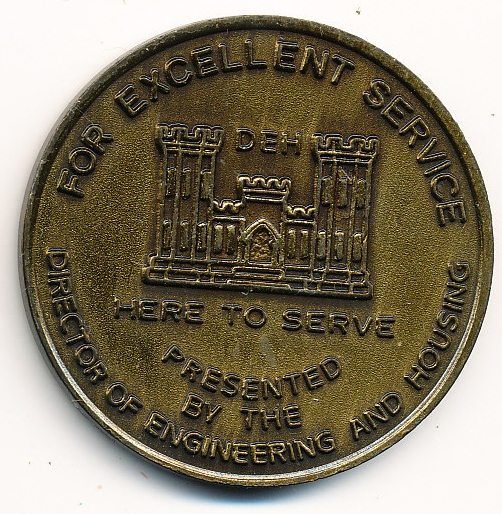 FOR EXCELLENT SERVICE
DEH
HERE TO SERVE
PRESENTED
BY THE
DIRECTOR OF ENGINEERING AND HOUSING